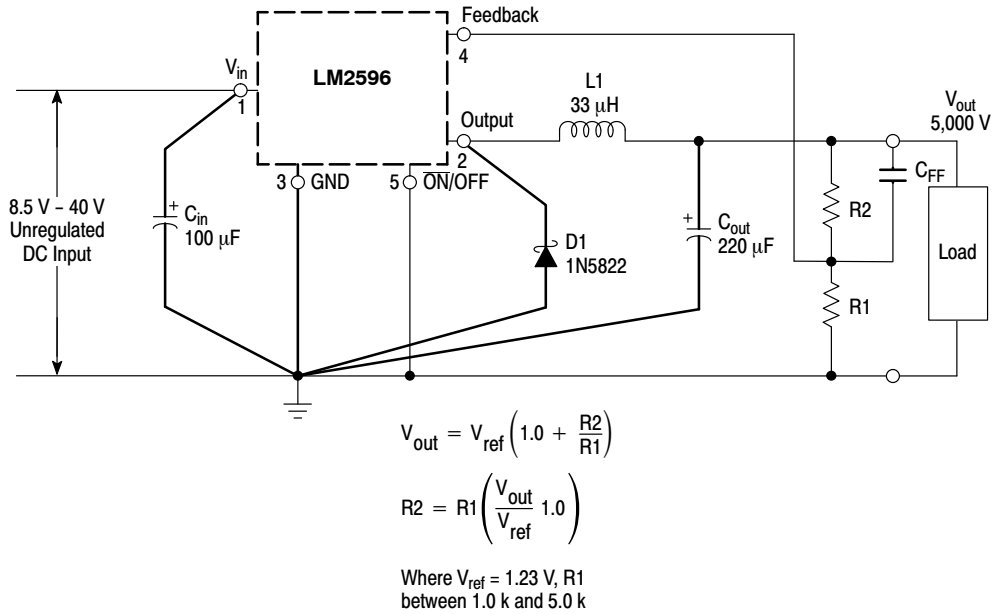 Feedback
4
LM2596
V_in
1
L1
33 μH
V_out
5,000 V
Output
2
3 GND
5 O̅N̅/OFF
C_FF
8.5 V – 40 V
Unregulated
DC Input
+
C_in
100 μF
D1
1N5822
+
C_out
220 μF
R2
Load
R1
V_out = V_ref (1.0 + R2/R1)
R2 = R1 (V_out/V_ref 1.0)
Where V_ref = 1.23 V, R1
between 1.0 k and 5.0 k